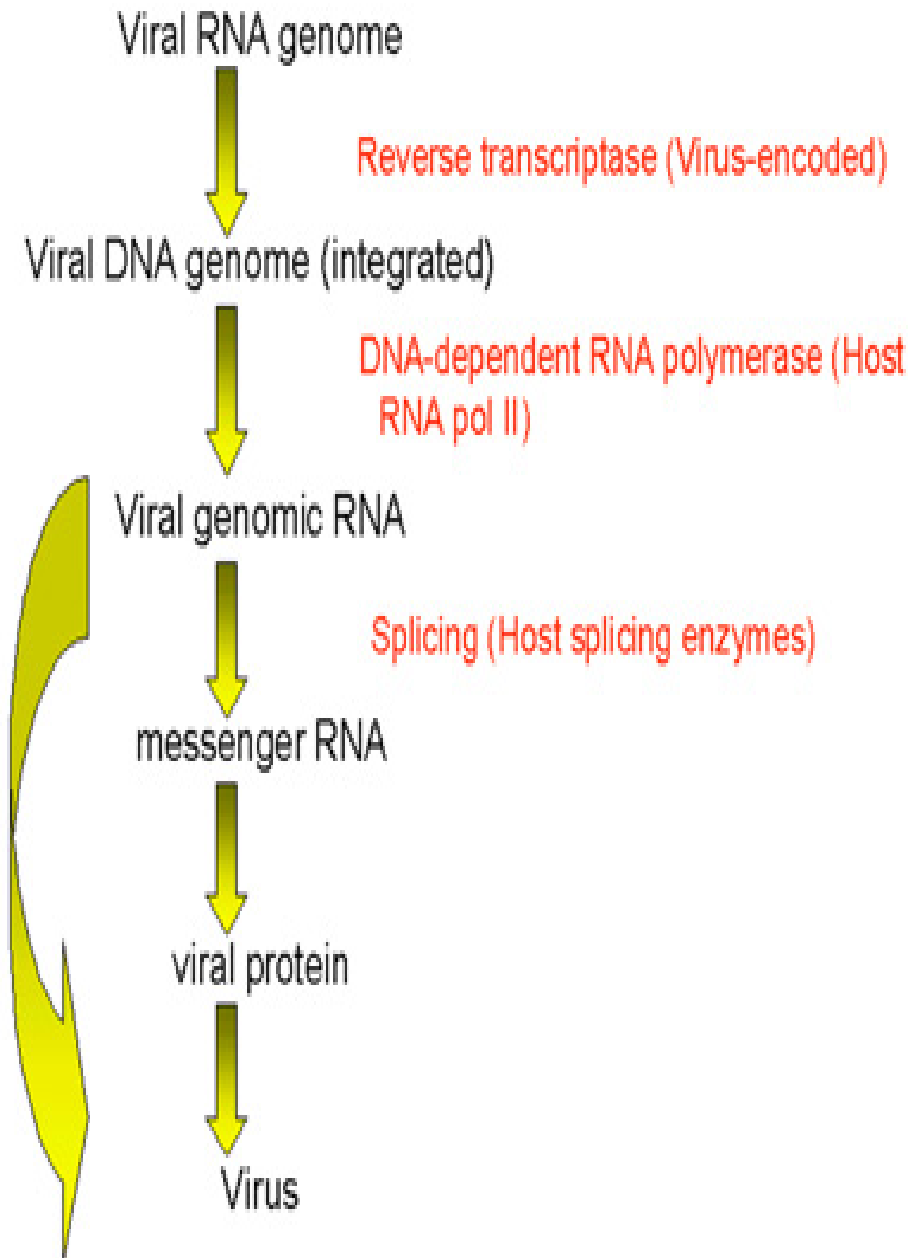 Viral RNA genome
Reverse transcriptase (Virus-encoded)
Viral DNA genome (integrated)
DNA-dependent RNA polymerase (Host
RNA pol II)
Viral genomic RNA
Splicing (Host splicing enzymes)
messenger RNA
viral protein
Virus